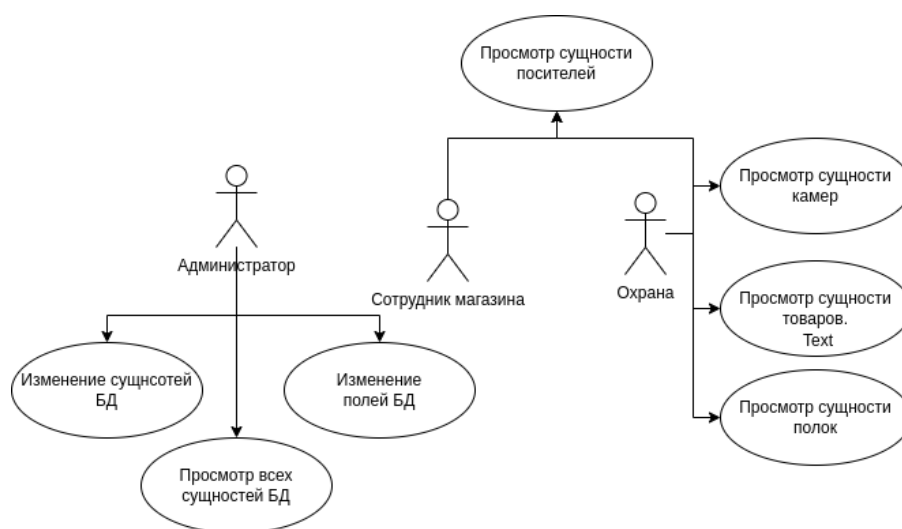 Просмотр сущности
посителей
Просмотр сущности
камер
Администратор
Сотрудник магазина
Охрана
Просмотр сущности
товаров.
Text
Изменение сущнсотей
БД
Изменение
полей БД
Просмотр сущности
полок
Просмотр всех
сущностей БД